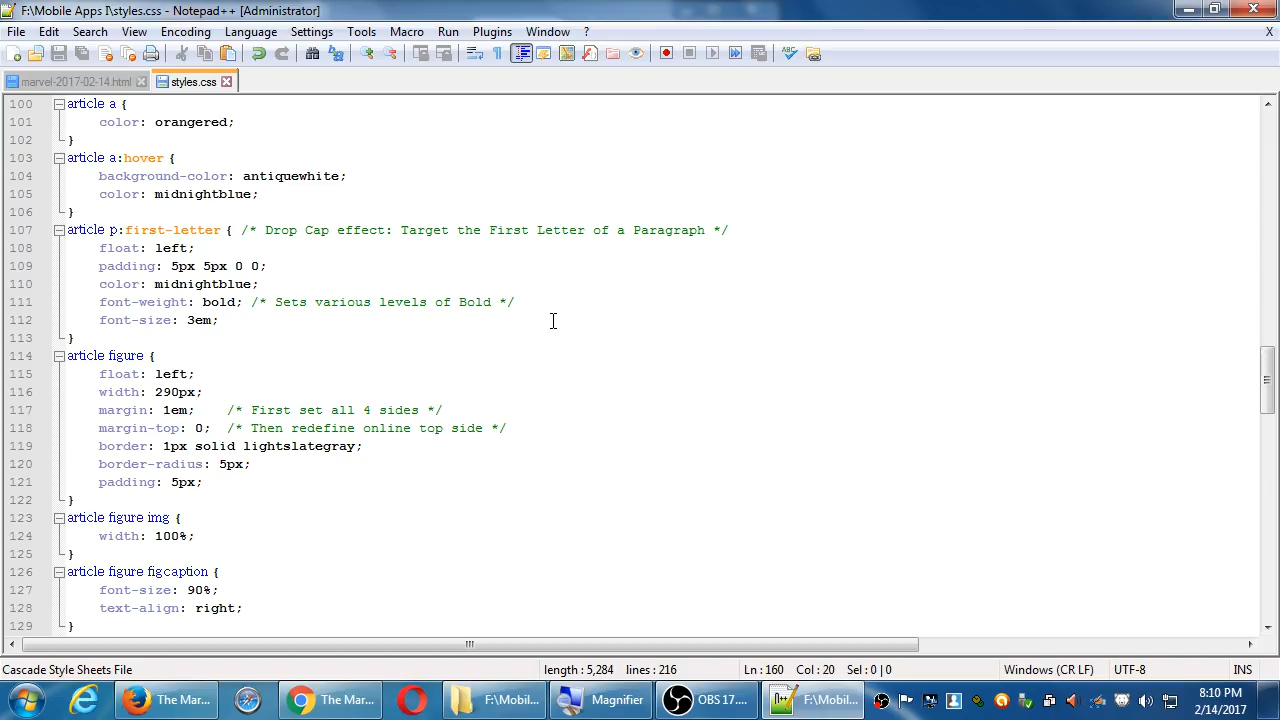 F:\Mobile Apps I\styles.css - Notepad++ [Administrator]
File Edit Search View Encoding Language Settings Tools Macro Run Plugins Window ? X
marvel-2017-02-14.html styles.css
100 article a {
101 color: orangered;
102 }
103 article a:hover {
104 background-color: antiquewhite;
105 color: midnightblue;
106 }
107 article p:first-letter { /* Drop Cap effect: Target the First Letter of a Paragraph */
108 float: left;
109 padding: 5px 5px 0 0;
110 color: midnightblue;
111 font-weight: bold; /* Sets various levels of Bold */
112 font-size: 3em;
113 }
114 article figure {
115 float: left;
116 width: 290px;
117 margin: 1em; /* First set all 4 sides */
118 margin-top: 0; /* Then redefine online top side */
119 border: 1px solid lightslategray;
120 border-radius: 5px;
121 padding: 5px;
122 }
123 article figure img {
124 width: 100%;
125 }
126 article figure figcaption {
127 font-size: 90%;
128 text-align: right;
129 }
Cascade Style Sheets File length : 5,284 lines : 216 Ln : 160 Col : 20 Sel : 0 | 0 Windows (CR LF) UTF-8 INS
The Mar... The Mar... F:\Mobil... Magnifier OBS 17.... F:\Mobil... 8:10 PM
2/14/2017